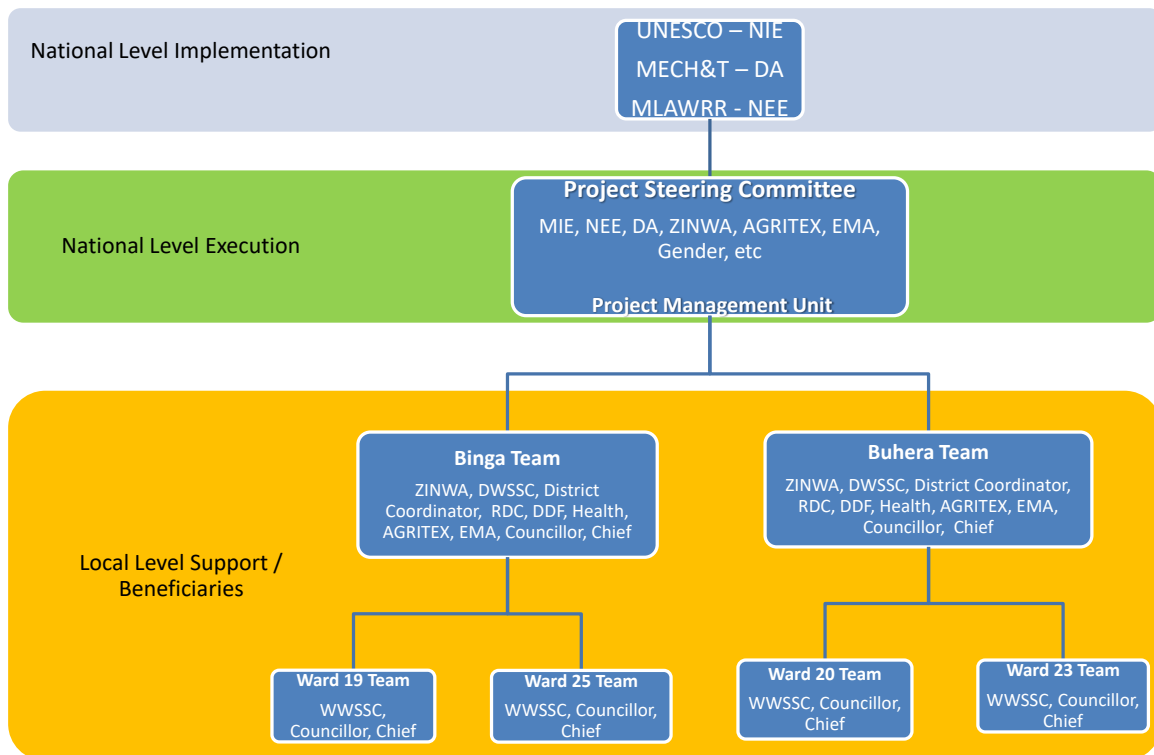 National Level Implementation
UNESCO – NIE
MECH&T – DA
MLAWRR - NEE
National Level Execution
Project Steering Committee
MIE, NEE, DA, ZINWA, AGRITEX, EMA,
Gender, etc
Project Management Unit
Local Level Support /
Beneficiaries
Binga Team
ZINWA, DWSSC, District
Coordinator, RDC, DDF, Health,
AGRITEX, EMA, Councillor, Chief
Buhera Team
ZINWA, DWSSC, District Coordinator,
RDC, DDF, Health, AGRITEX, EMA,
Councillor, Chief
Ward 19 Team
WWSSC,
Councillor, Chief
Ward 25 Team
WWSSC, Councillor,
Chief
Ward 20 Team
WWSSC, Councillor,
Chief
Ward 23 Team
WWSSC, Councillor,
Chief